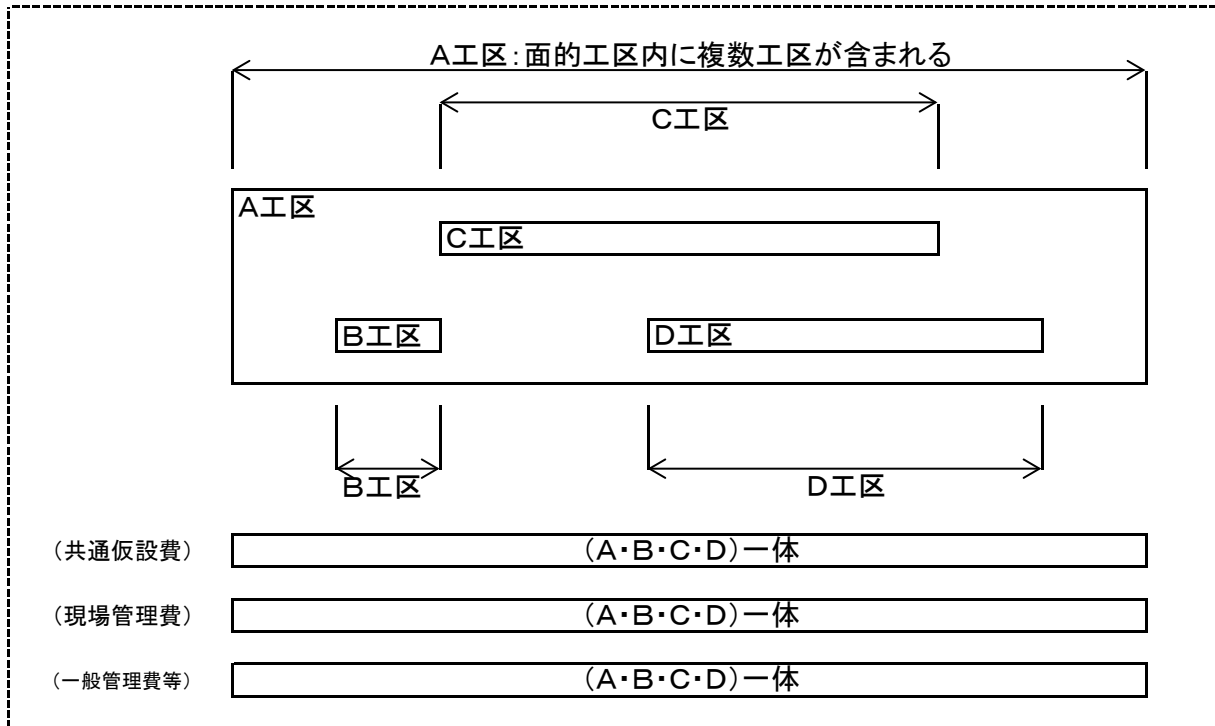 A工区：面的工区内に複数工区が含まれる
C工区
A工区
C工区
B工区
D工区
B工区
D工区
（共通仮設費）
（A・B・C・D）一体
（現場管理費）
（A・B・C・D）一体
（一般管理費等）
（A・B・C・D）一体